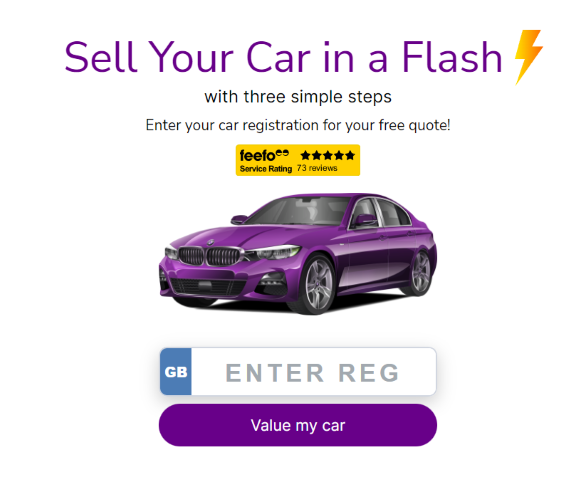 Sell Your Car in a Flash
with three simple steps
Enter your car registration for your free quote!
feefo
Service Rating 73 reviews
GB ENTER REG
Value my car